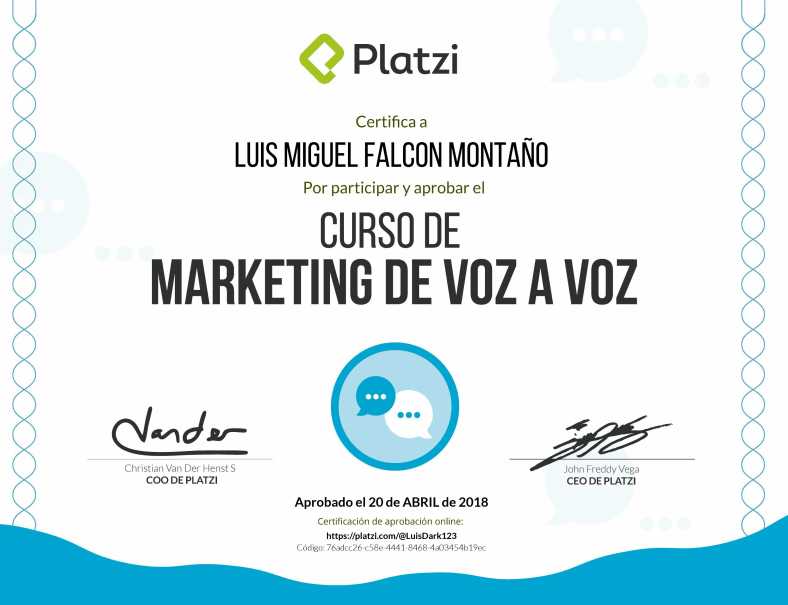 Platzi
Certifica a
LUIS MIGUEL FALCON MONTAÑO
Por participar y aprobar el
CURSO DE
MARKETING DE VOZ A VOZ
Vander
Christian Van Der Henst S
COO DE PLATZI
John Freddy Vega
CEO DE PLATZI
Aprobado el 20 de ABRIL de 2018
Certificación de aprobación online:
https://platzi.com/@LuisDark123
Código: 76adcc26-c58e-4441-8468-4a03454b19ec